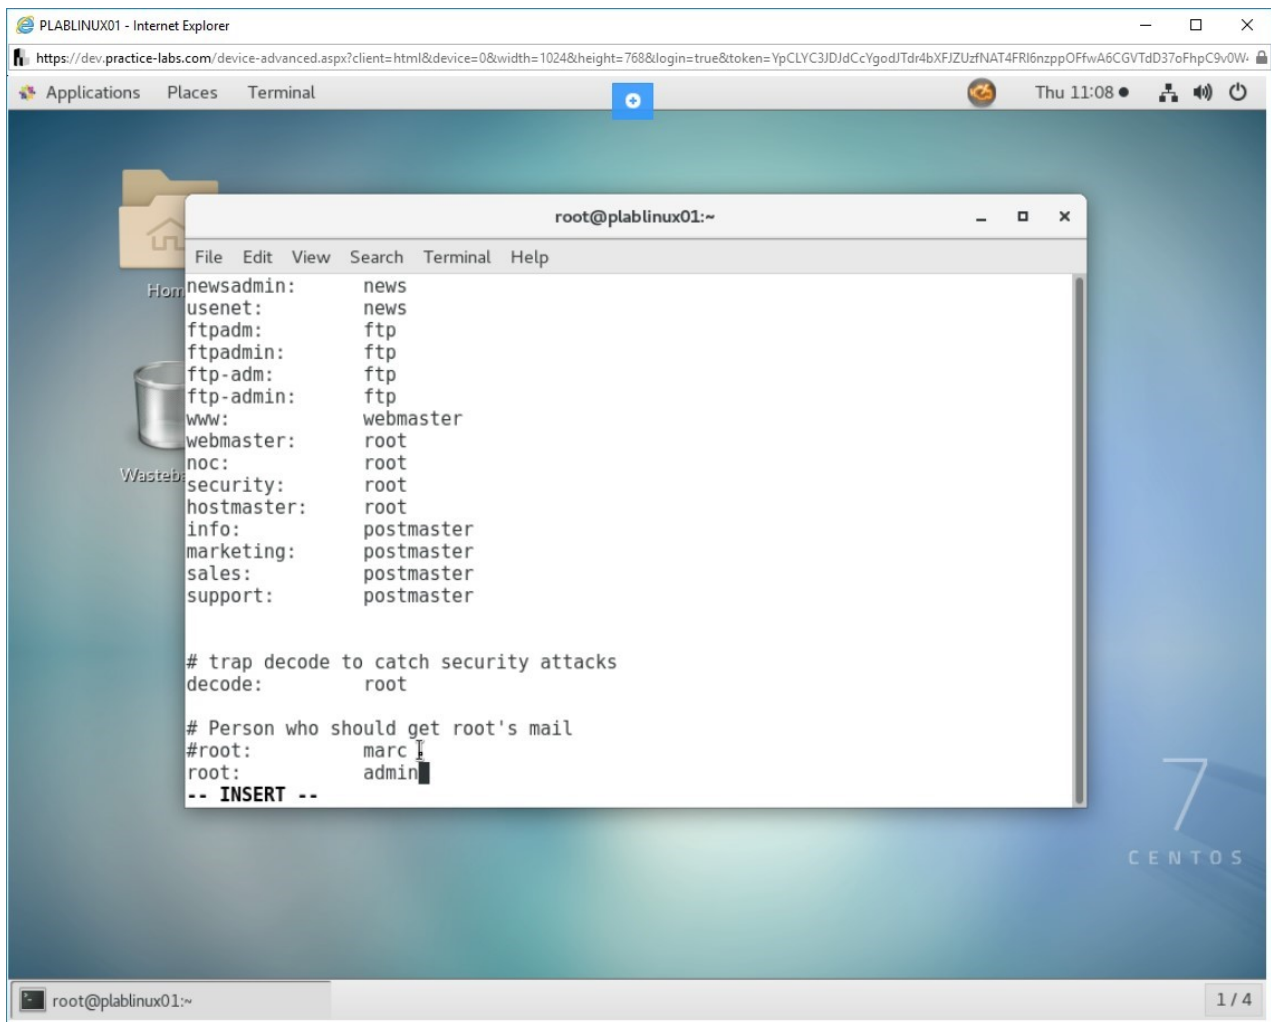 PLABLINUX01 - Internet Explorer
https://dev.practice-labs.com/device-advanced.aspx?client=html&device=0&width=1024&height=768&login=true&token=
Applications Places Terminal Thu 11:08
root@plablinux01:~
File Edit View Search Terminal Help
newsadmin: news
usenet: news
ftpadm: ftp
ftpadmin: ftp
ftp-adm: ftp
ftp-admin: ftp
www: webmaster
webmaster: root
noc: root
security: root
hostmaster: root
info: postmaster
marketing: postmaster
sales: postmaster
support: postmaster
# trap decode to catch security attacks
decode: root
# Person who should get root's mail
#root: marc
root: admin
-- INSERT --
7
CENTOS
root@plablinux01:~
1 / 4